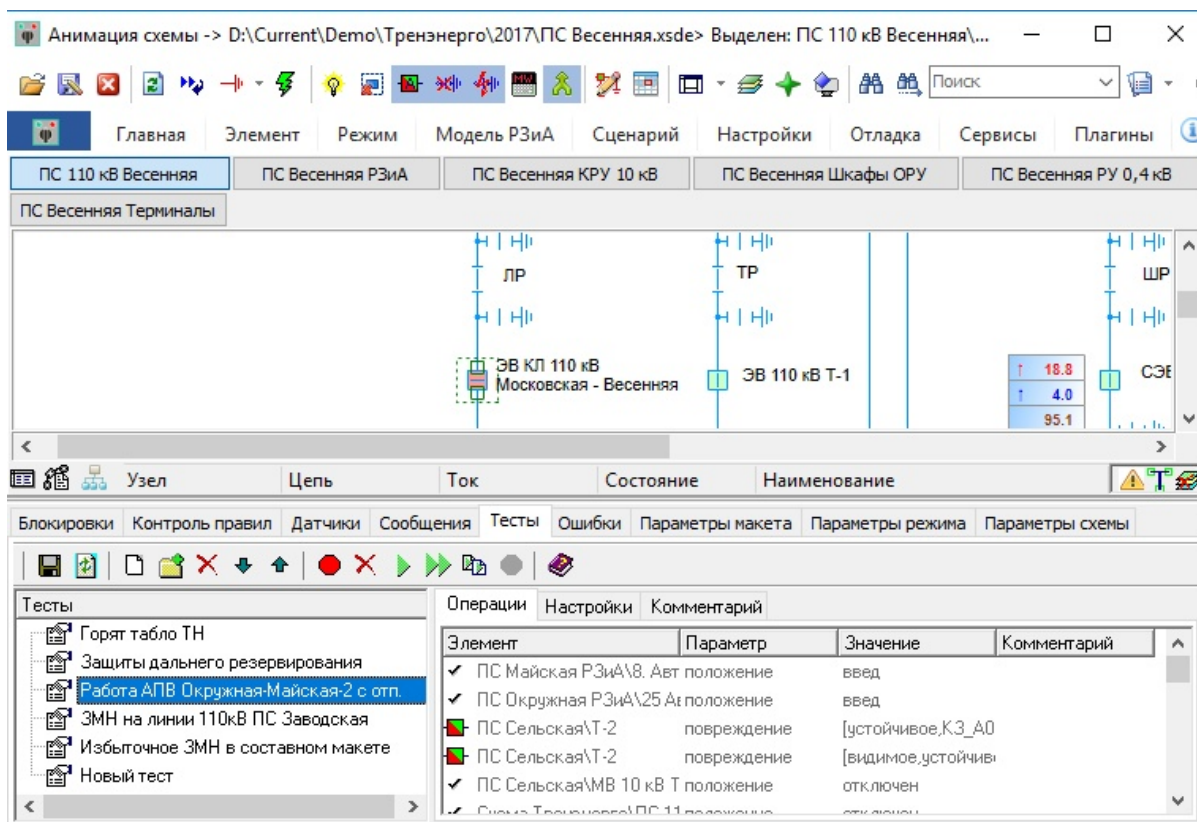 Анимация схемы -> D:\Current\Demo\Тренэнерго\2017\ПС Весенняя.xsde> Выделен: ПС 110 кВ Весенняя\...
Поиск
Главная Элемент Режим Модель РЗиА Сценарий Настройки Отладка Сервисы Плагины
ПС 110 кВ Весенняя ПС Весенняя РЗиА ПС Весенняя КРУ 10 кВ ПС Весенняя Шкафы ОРУ ПС Весенняя РУ 0,4 кВ
ПС Весенняя Терминалы
ЛР ТР ШР
ЭВ КЛ 110 кВ
Московская - Весенняя
ЭВ 110 кВ Т-1
↑ 18.8
↑ 4.0
95.1
Узел Цепь Ток Состояние Наименование
Блокировки Контроль правил Датчики Сообщения Тесты Ошибки Параметры макета Параметры режима Параметры схемы
Тесты
Горят табло ТН
Защиты дальнего резервирования
Работа АПВ Окружная-Майская-2 с отп.
ЗМН на линии 110кВ ПС Заводская
Избыточное ЗМН в составном макете
Новый тест
Операции Настройки Комментарий
Элемент Параметр Значение Комментарий
ПС Майская РЗиА\8. Авт положение введ
ПС Окружная РЗиА\25 Ав положение введ
ПС Сельская\Т-2 повреждение [устойчивое,КЗ_А0
ПС Сельская\Т-2 повреждение [видимое,устойчиво
ПС Сельская\МВ 10 кВ Т положение отключен